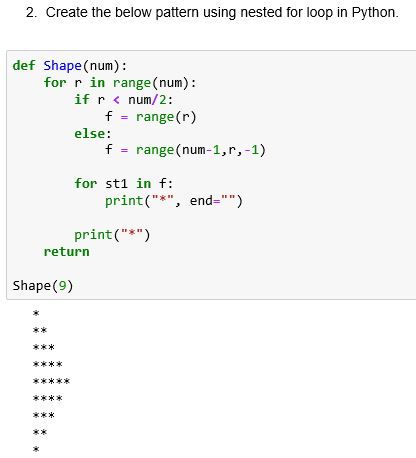 2. Create the below pattern using nested for loop in Python.
def Shape(num):
    for r in range(num):
        if r < num/2:
            f = range(r)
        else:
            f = range(num-1,r,-1)

        for st1 in f:
            print("*", end="")

        print("*")
    return

Shape(9)
*
**
***
****
*****
****
***
**
*